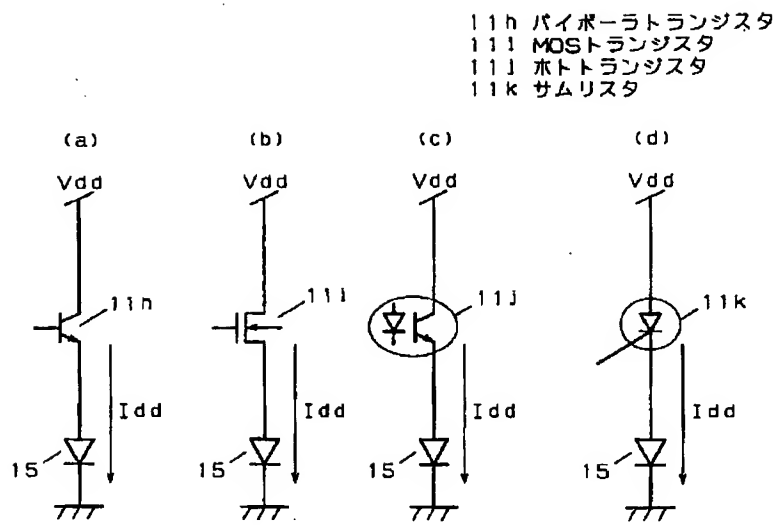 11h バイポーラトランジスタ
11i MOSトランジスタ
11j ホトトランジスタ
11k サムリスタ
(a) (b) (c) (d)
Vdd Vdd Vdd Vdd
11h 11i 11j 11k
Idd Idd Idd Idd
15 15 15 15